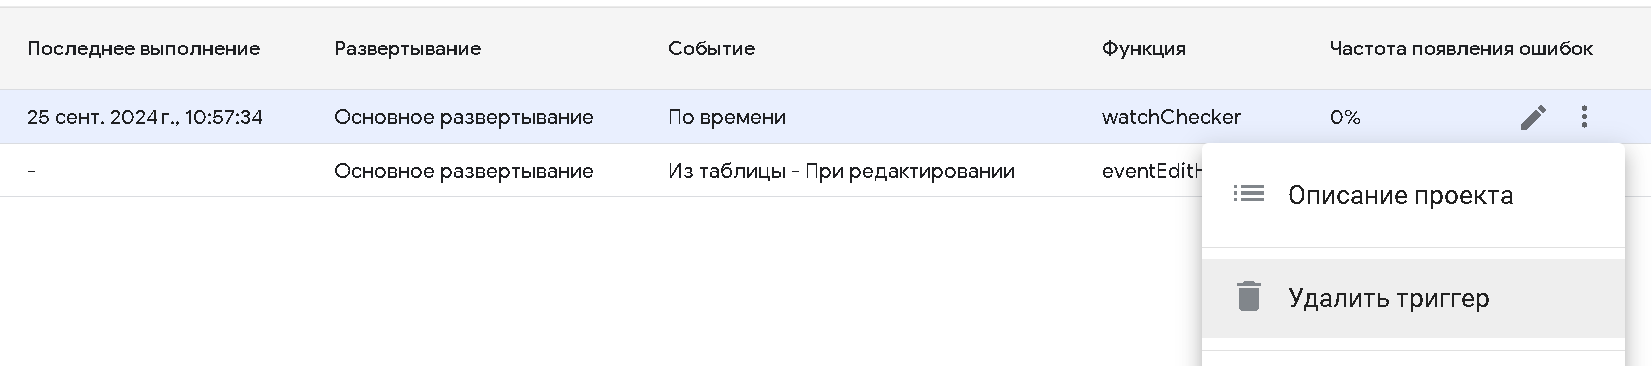 Последнее выполнение Развертывание Событие Функция Частота появления ошибок
25 сент. 2024 г., 10:57:34 Основное развертывание По времени watchChecker 0%
- Основное развертывание Из таблицы - При редактировании eventEdit
Описание проекта
Удалить триггер